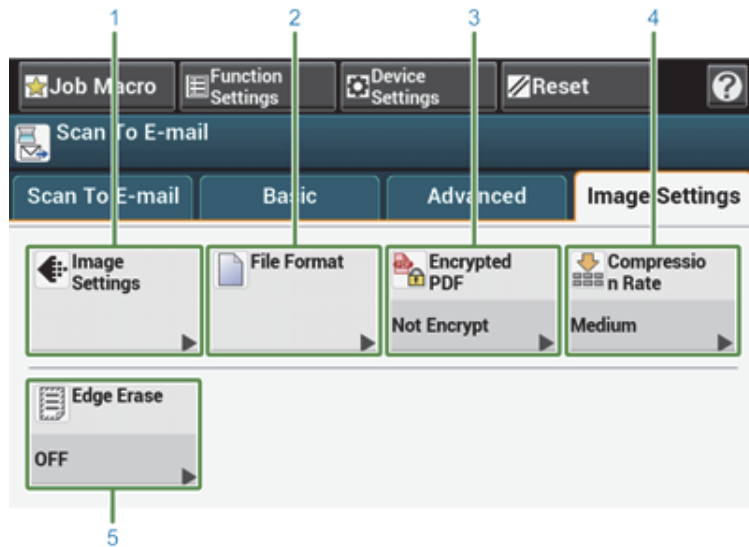 1 2 3 4
Job Macro Function Settings Device Settings Reset ?
Scan To E-mail
Scan To E-mail Basic Advanced Image Settings
Image Settings
File Format
Encrypted PDF
Not Encrypt
Compressio
n Rate
Medium
Edge Erase
OFF
5